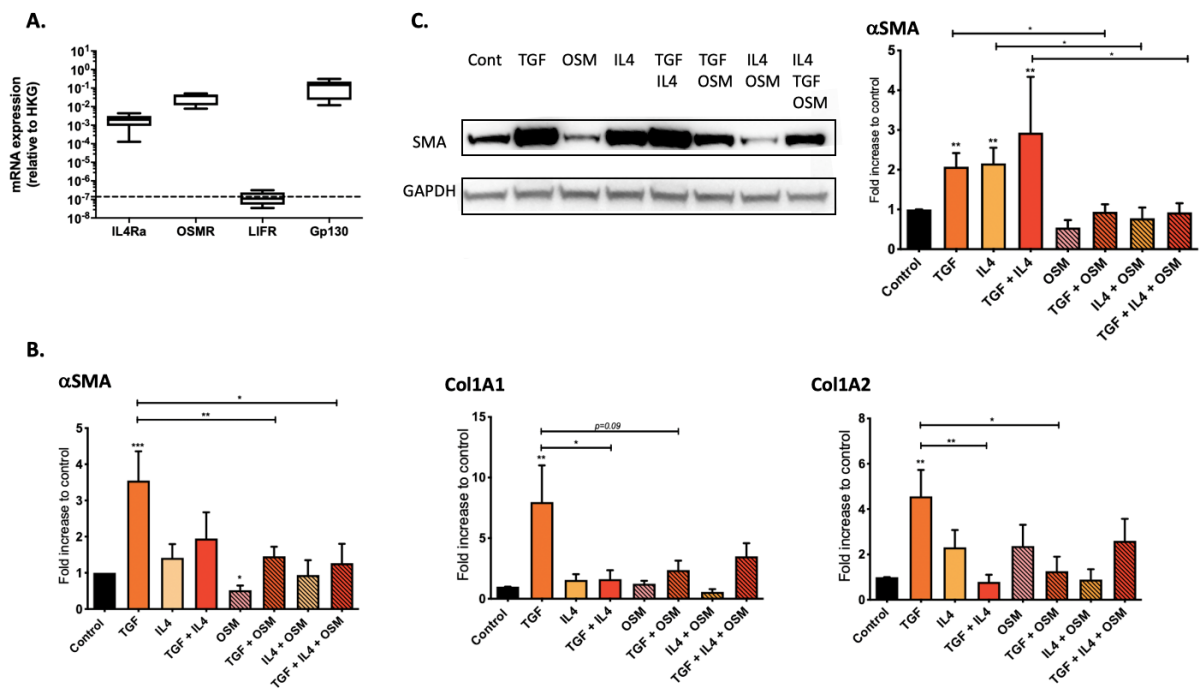 A.
mRNA expression
(relative to HKG)
10¹
10⁰
10⁻¹
10⁻²
10⁻³
10⁻⁴
10⁻⁵
10⁻⁶
10⁻⁷
10⁻⁸
IL4Ra OSMR LIFR Gp130
C.
Cont TGF OSM IL4 TGF TGF IL4 IL4
IL4 OSM OSM TGF
OSM
SMA
GAPDH
αSMA
Fold increase to control
5
4
3
2
1
0
* * *
** ** **
Control TGF IL4 TGF + IL4 OSM TGF + OSM IL4 + OSM TGF + IL4 + OSM
B.
αSMA
Fold increase to control
5
4
3
2
1
0
*
**
***
*
Control TGF IL4 TGF + IL4 OSM TGF + OSM IL4 + OSM TGF + IL4 + OSM
Col1A1
Fold increase to control
15
10
5
0
p=0.09
*
**
Control TGF IL4 TGF + IL4 OSM TGF + OSM IL4 + OSM TGF + IL4 + OSM
Col1A2
Fold increase to control
8
6
4
2
0
*
**
**
Control TGF IL4 TGF + IL4 OSM TGF + OSM IL4 + OSM TGF + IL4 + OSM